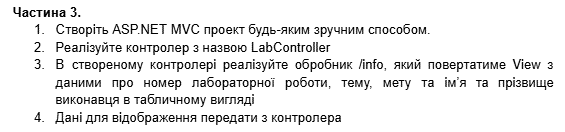 Частина 3.
1. Створіть ASP.NET MVC проект будь-яким зручним способом.
2. Реалізуйте контролер з назвою LabController
3. В створеному контролері реалізуйте обробник /info, який повертатиме View з
даними про номер лабораторної роботи, тему, мету та ім’я та прізвище
виконавця в табличному вигляді
4. Дані для відображення передати з контролера